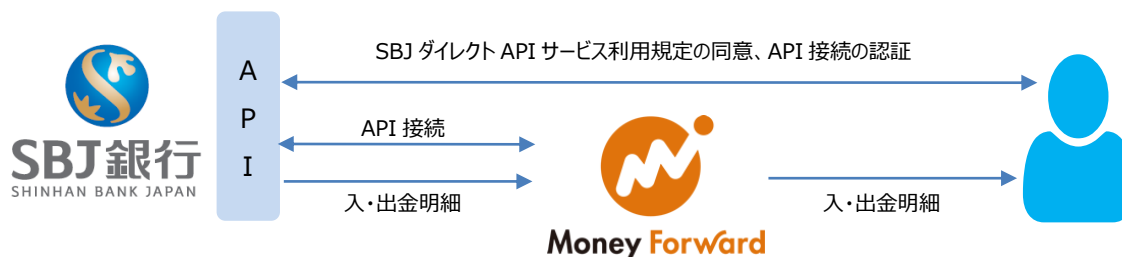 SBJ銀行
SHINHAN BANK JAPAN
A
P
I
SBJ ダイレクト API サービス利用規定の同意、API 接続の認証
API 接続
入・出金明細
Money Forward
入・出金明細